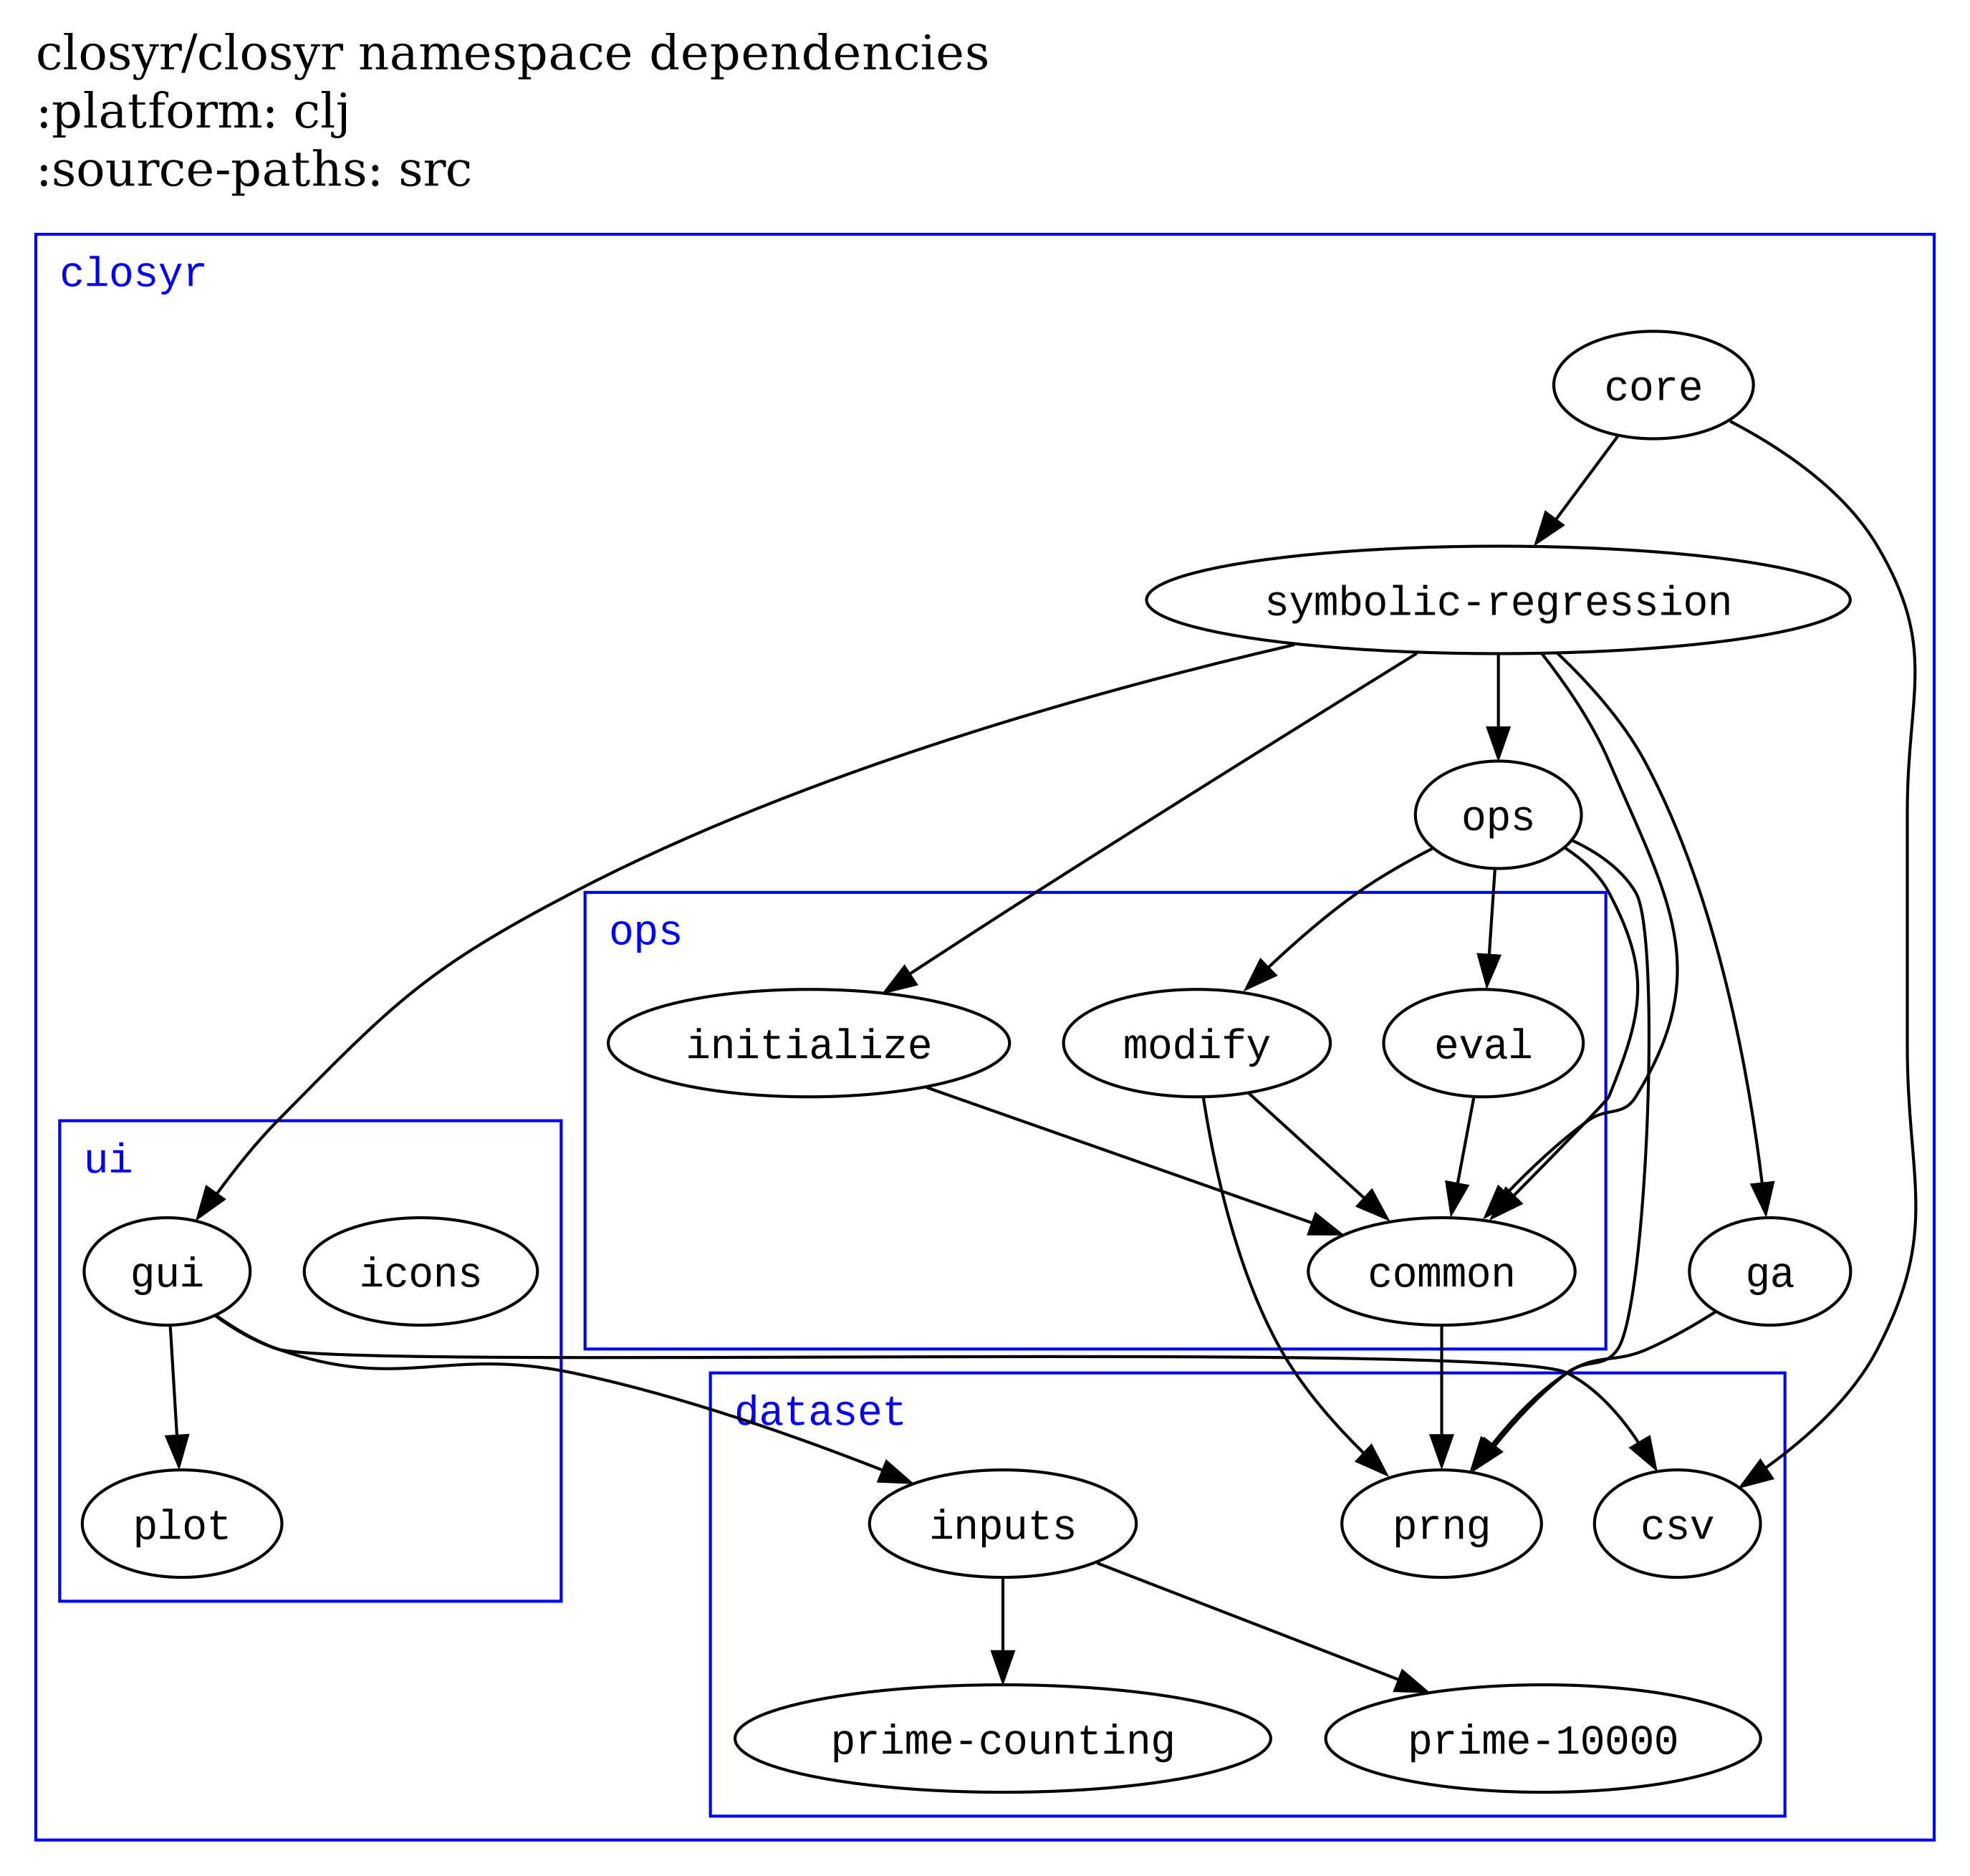 closyr/closyr namespace dependencies
:platform: clj
:source-paths: src
closyr
core
symbolic-regression
ops
ops
initialize
modify
eval
ui
gui
icons
common
ga
dataset
plot
inputs
prng
csv
prime-counting
prime-10000